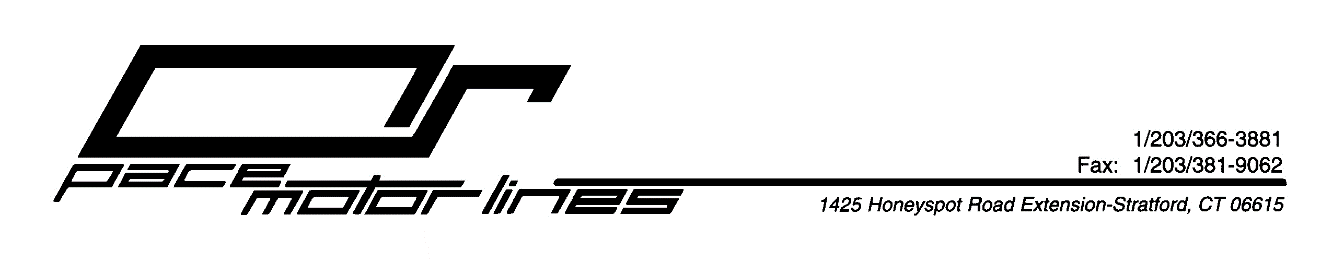 pace motor lines
1/203/366-3881
Fax: 1/203/381-9062
1425 Honeyspot Road Extension-Stratford, CT 06615